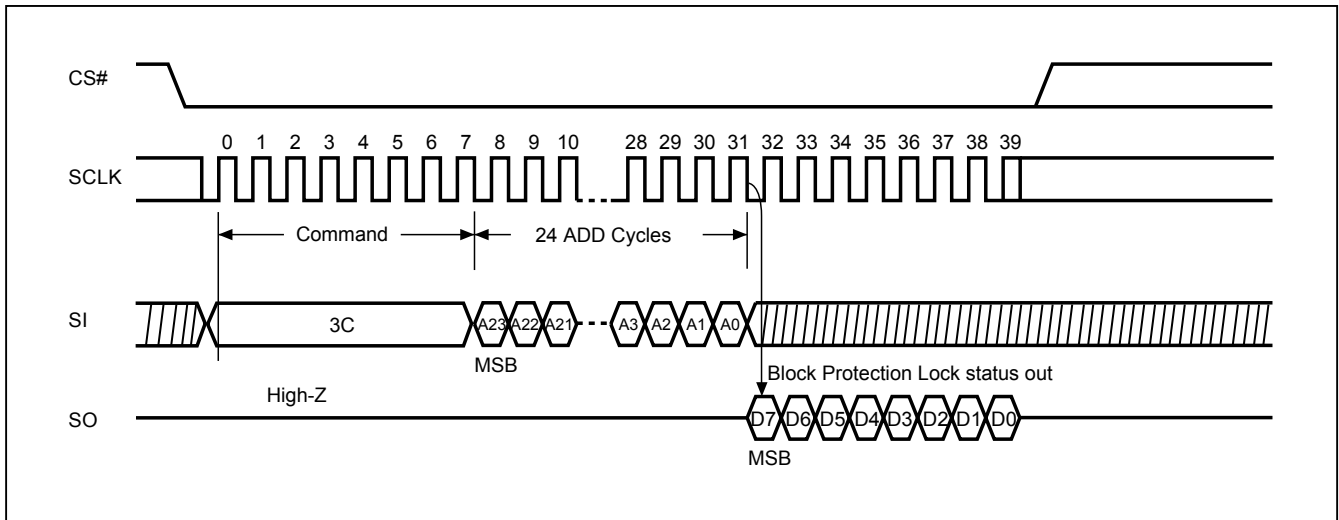 CS#
0 1 2 3 4 5 6 7 8 9 10 28 29 30 31 32 33 34 35 36 37 38 39
SCLK
Command 24 ADD Cycles
SI 3C A23 A22 A21 A3 A2 A1 A0
MSB
Block Protection Lock status out
High-Z
SO D7 D6 D5 D4 D3 D2 D1 D0
MSB